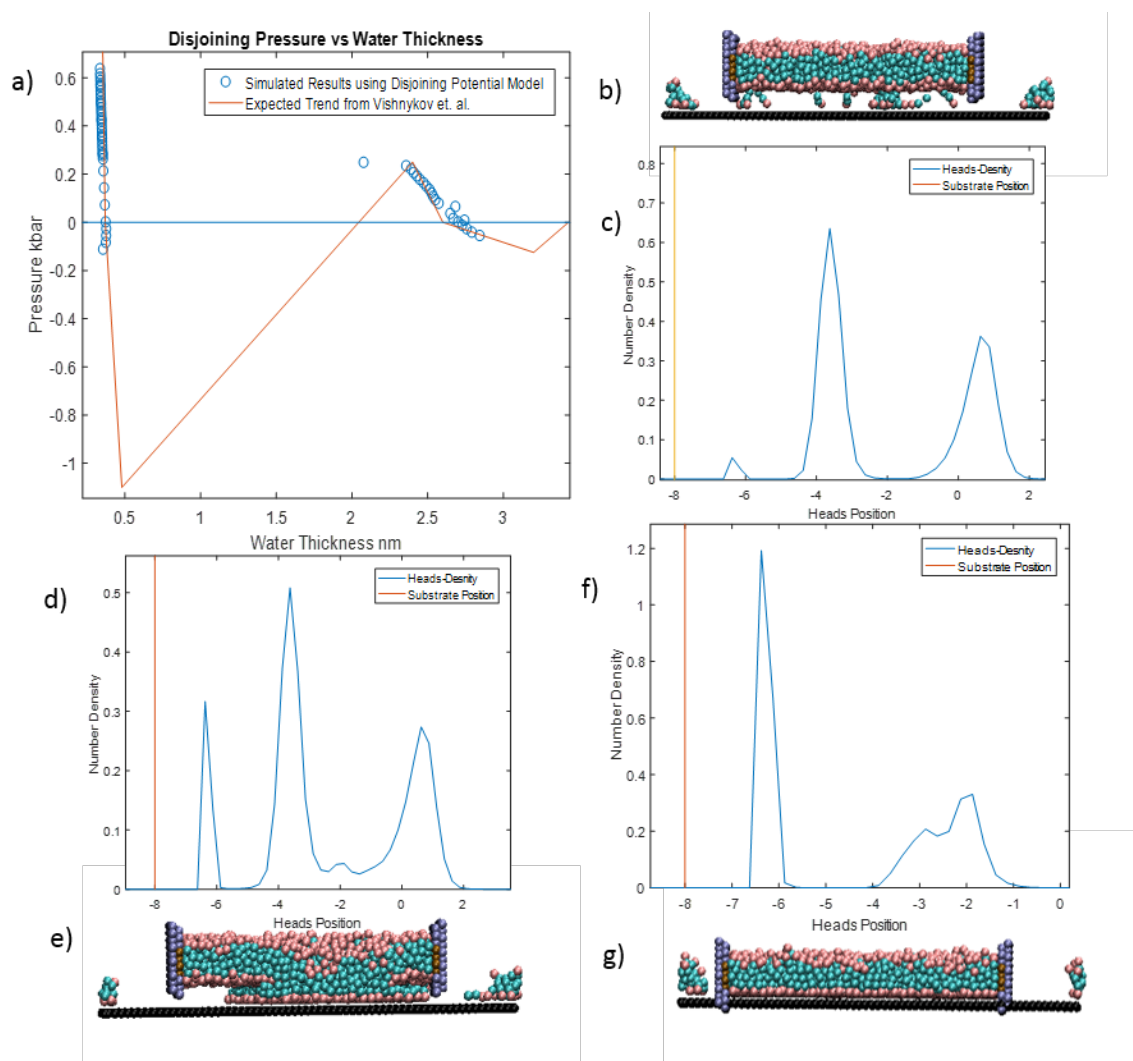 a)
Disjoining Pressure vs Water Thickness
Simulated Results using Disjoining Potential Model
Expected Trend from Vishnykov et. al.
Pressure kbar
0.6
0.4
0.2
0
-0.2
-0.4
-0.6
-0.8
-1
0.5 1 1.5 2 2.5 3
Water Thickness nm
b)
c)
Heads-Desnity
Substrate Position
Number Density
0.8
0.7
0.6
0.5
0.4
0.3
0.2
0.1
0
-8 -6 -4 -2 0 2
Heads Position
d)
Heads-Desnity
Substrate Position
Number Density
0.5
0.4
0.3
0.2
0.1
0
-8 -6 -4 -2 0 2
Heads Position
e)
f)
Heads-Desnity
Substrate Position
Number Density
1.2
1
0.8
0.6
0.4
0.2
0
-8 -7 -6 -5 -4 -3 -2 -1 0
Heads Position
g)